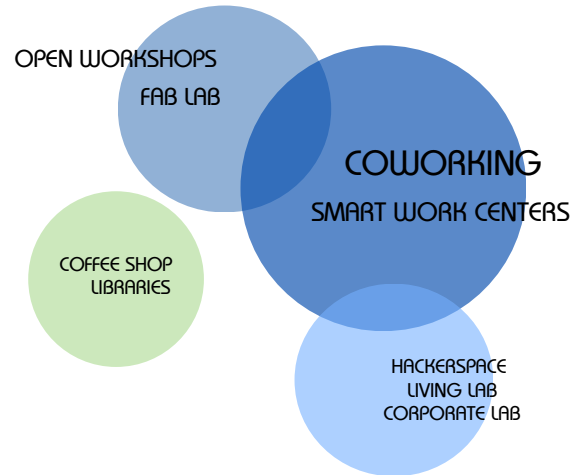 OPEN WORKSHOPS
FAB LAB
COWORKING
SMART WORK CENTERS
COFFEE SHOP
LIBRARIES
HACKERSPACE
LIVING LAB
CORPORATE LAB